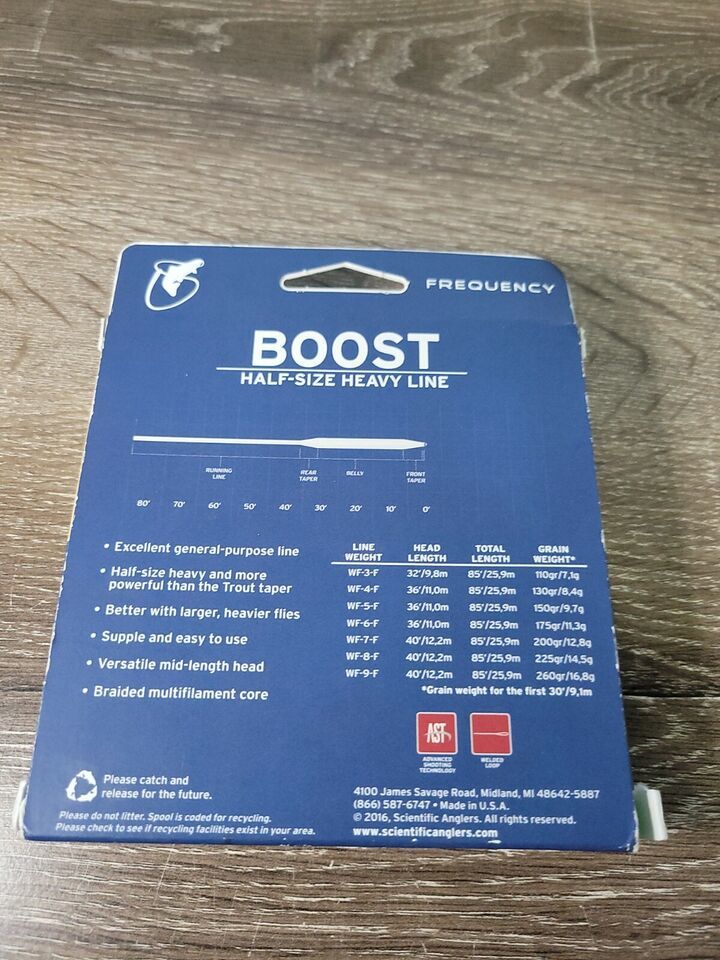 FREQUENCY
BOOST
HALF-SIZE HEAVY LINE
RUNNING LINE
REAR TAPER
BELLY
FRONT TAPER
80' 70' 60' 50' 40' 30' 20' 10' 0'
• Excellent general-purpose line
• Half-size heavy and more
powerful than the Trout taper
• Better with larger, heavier flies
• Supple and easy to use
• Versatile mid-length head
• Braided multifilament core
LINE WEIGHT HEAD LENGTH TOTAL LENGTH GRAIN WEIGHT*
WF-3-F 32'/9,8m 85'/25,9m 110gr/7,1g
WF-4-F 36'/11,0m 85'/25,9m 130gr/8,4g
WF-5-F 36'/11,0m 85'/25,9m 150gr/9,7g
WF-6-F 36'/11,0m 85'/25,9m 175gr/11,3g
WF-7-F 40'/12,2m 85'/25,9m 200gr/12,8g
WF-8-F 40'/12,2m 85'/25,9m 225gr/14,5g
WF-9-F 40'/12,2m 85'/25,9m 260gr/16,8g
*Grain weight for the first 30'/9,1m
AST
ADVANCED
SHOOTING
TECHNOLOGY
WELDED
LOOP
Please catch and
release for the future.
Please do not litter. Spool is coded for recycling.
Please check to see if recycling facilities exist in your area.
4100 James Savage Road, Midland, MI 48642-5887
(866) 587-6747 • Made in U.S.A.
© 2016, Scientific Anglers. All rights reserved.
www.scientificanglers.com